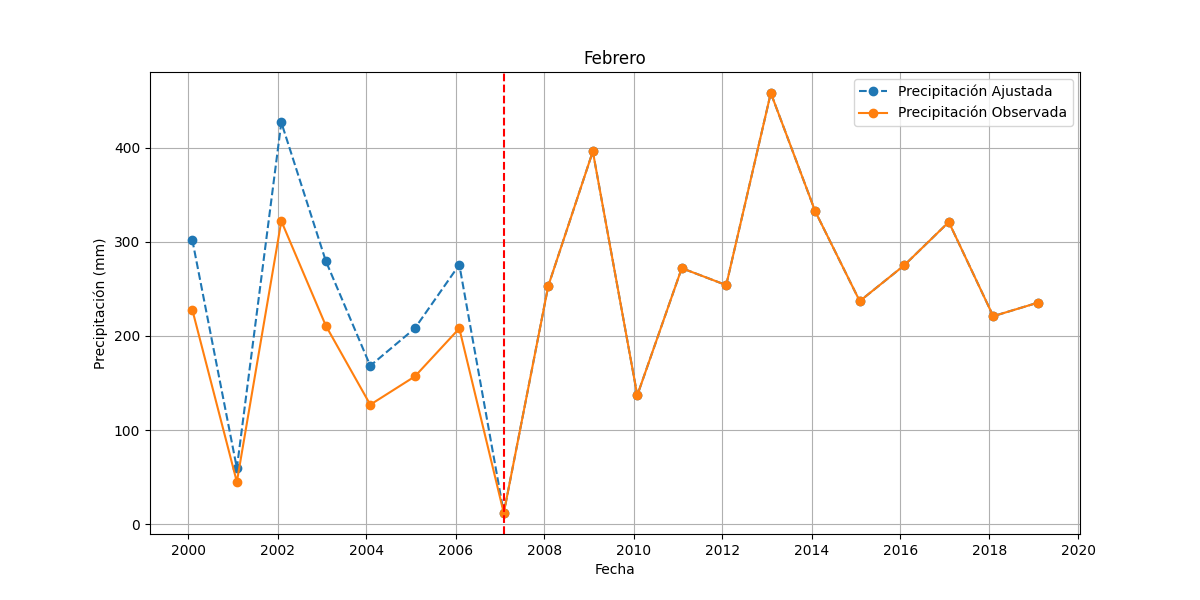 Febrero
Precipitación Ajustada
Precipitación Observada
Precipitación (mm)
400
300
200
100
0
2000 2002 2004 2006 2008 2010 2012 2014 2016 2018 2020
Fecha